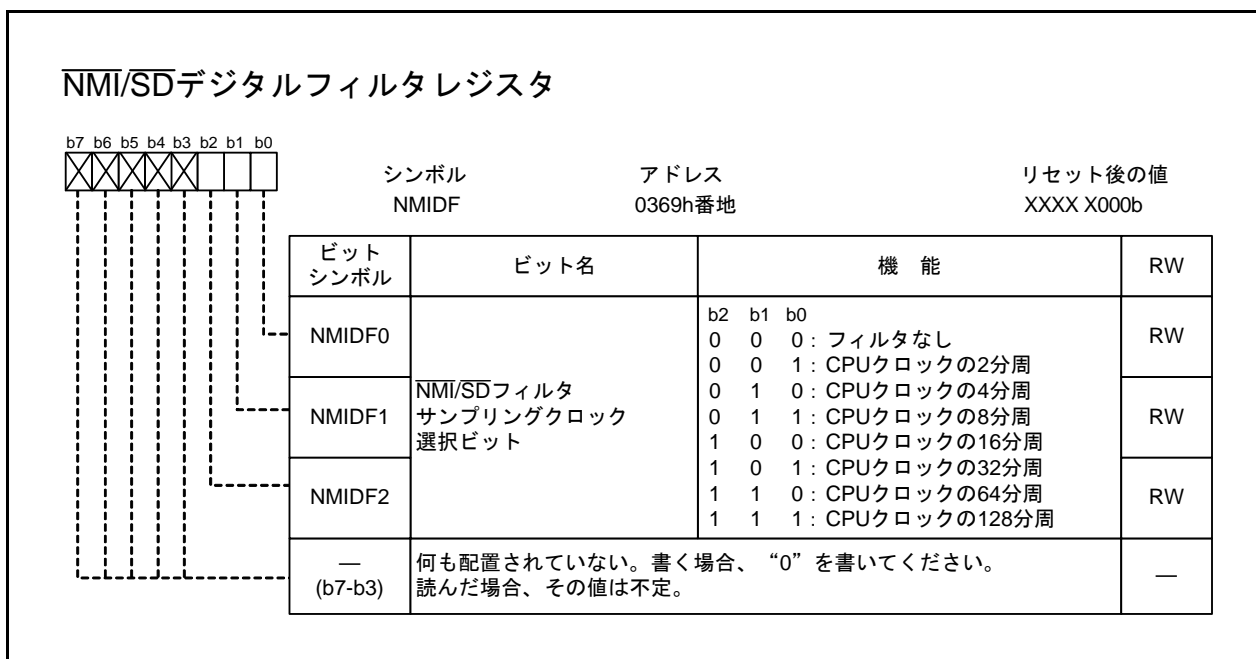 NMI/SDデジタルフィルタレジスタ
b7 b6 b5 b4 b3 b2 b1 b0
シンボル アドレス リセット後の値
NMIDF 0369h番地 XXXX X000b
ビット
シンボル
ビット名
機 能
RW
NMIDF0
NMIDF1
NMIDF2
NMI/SDフィルタ
サンプリングクロック
選択ビット
b2 b1 b0
0 0 0：フィルタなし
0 0 1：CPUクロックの2分周
0 1 0：CPUクロックの4分周
0 1 1：CPUクロックの8分周
1 0 0：CPUクロックの16分周
1 0 1：CPUクロックの32分周
1 1 0：CPUクロックの64分周
1 1 1：CPUクロックの128分周
RW
RW
RW
—
(b7-b3)
何も配置されていない。書く場合、“0”を書いてください。
読んだ場合、その値は不定。
—